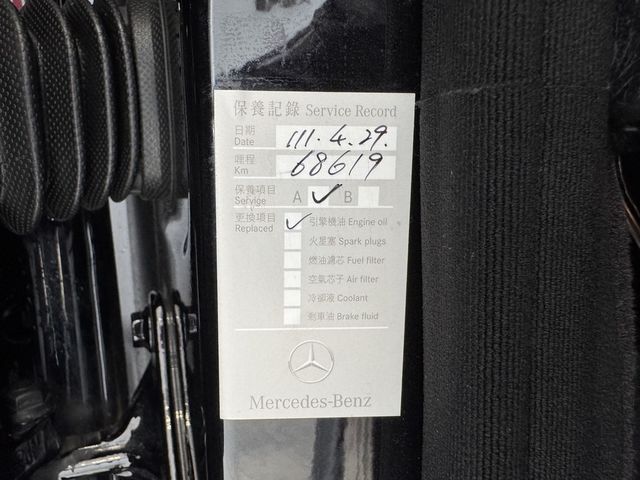 保養記錄 Service Record
日期
Date
111. 4. 29.
哩程
Km
68619
保養項目
Service
A ✓ B
更換項目
Replaced
✓ 引擎機油 Engine oil
火星塞 Spark plugs
燃油濾芯 Fuel filter
空氣芯子 Air filter
冷卻液 Coolant
刹車油 Brake fluid
Mercedes-Benz